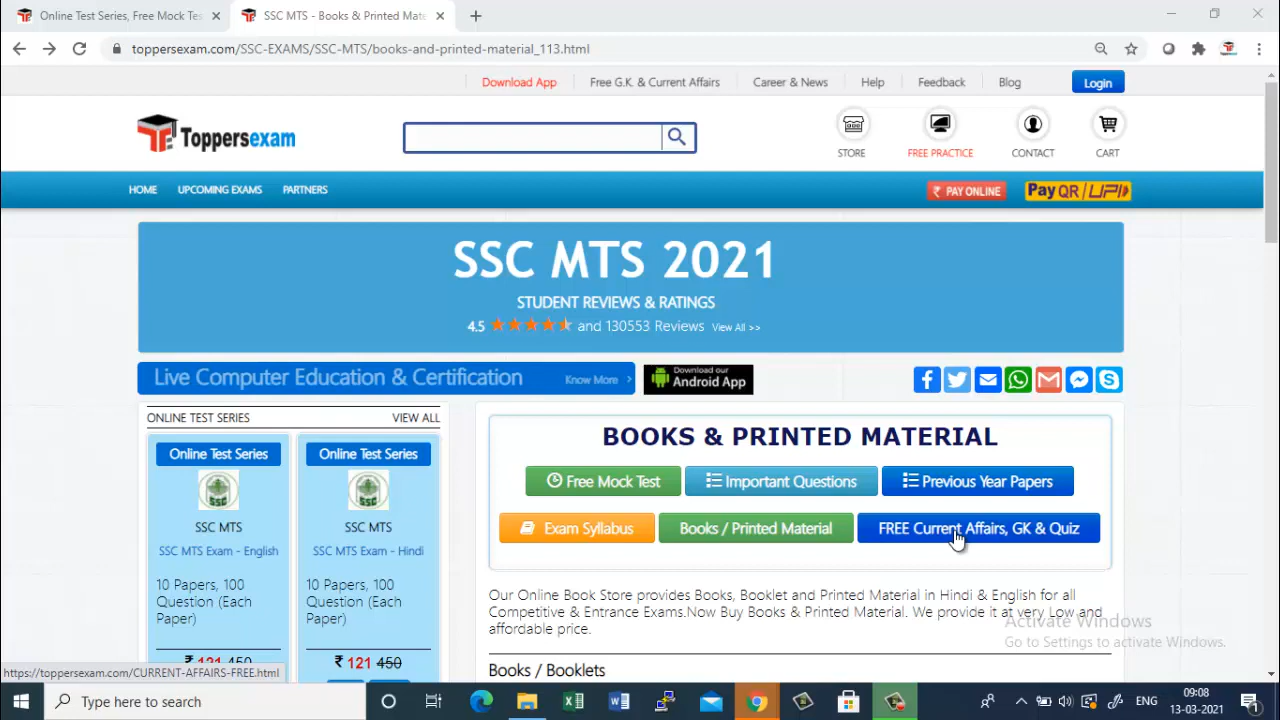 Online Test Series, Free Mock Tes
SSC MTS - Books & Printed Mate
toppersexam.com/SSC-EXAMS/SSC-MTS/books-and-printed-material_113.html
Download App
Free G.K. & Current Affairs
Career & News
Help
Feedback
Blog
Login
Toppersexam
STORE
FREE PRACTICE
CONTACT
CART
HOME
UPCOMING EXAMS
PARTNERS
₹ PAY ONLINE
Pay QR / UPI
SSC MTS 2021
STUDENT REVIEWS & RATINGS
4.5 and 130553 Reviews View All >>
Live Computer Education & Certification
Know More >
Download our
Android App
ONLINE TEST SERIES
VIEW ALL
Online Test Series
SSC MTS
SSC MTS Exam - English
10 Papers, 100
Question (Each
Paper)
₹ 121 450
Online Test Series
SSC MTS
SSC MTS Exam - Hindi
10 Papers, 100
Question (Each
Paper)
₹ 121 450
BOOKS & PRINTED MATERIAL
Free Mock Test
Important Questions
Previous Year Papers
Exam Syllabus
Books / Printed Material
FREE Current Affairs, GK & Quiz
Our Online Book Store provides Books, Booklet and Printed Material in Hindi & English for all
Competitive & Entrance Exams.Now Buy Books & Printed Material. We provide it at very Low and
affordable price.
Books / Booklets
Activate Windows
Go to Settings to activate Windows.
https://toppersexam.com/CURRENT-AFFAIRS-FREE.html
Type here to search
ENG
09:08
13-03-2021
1